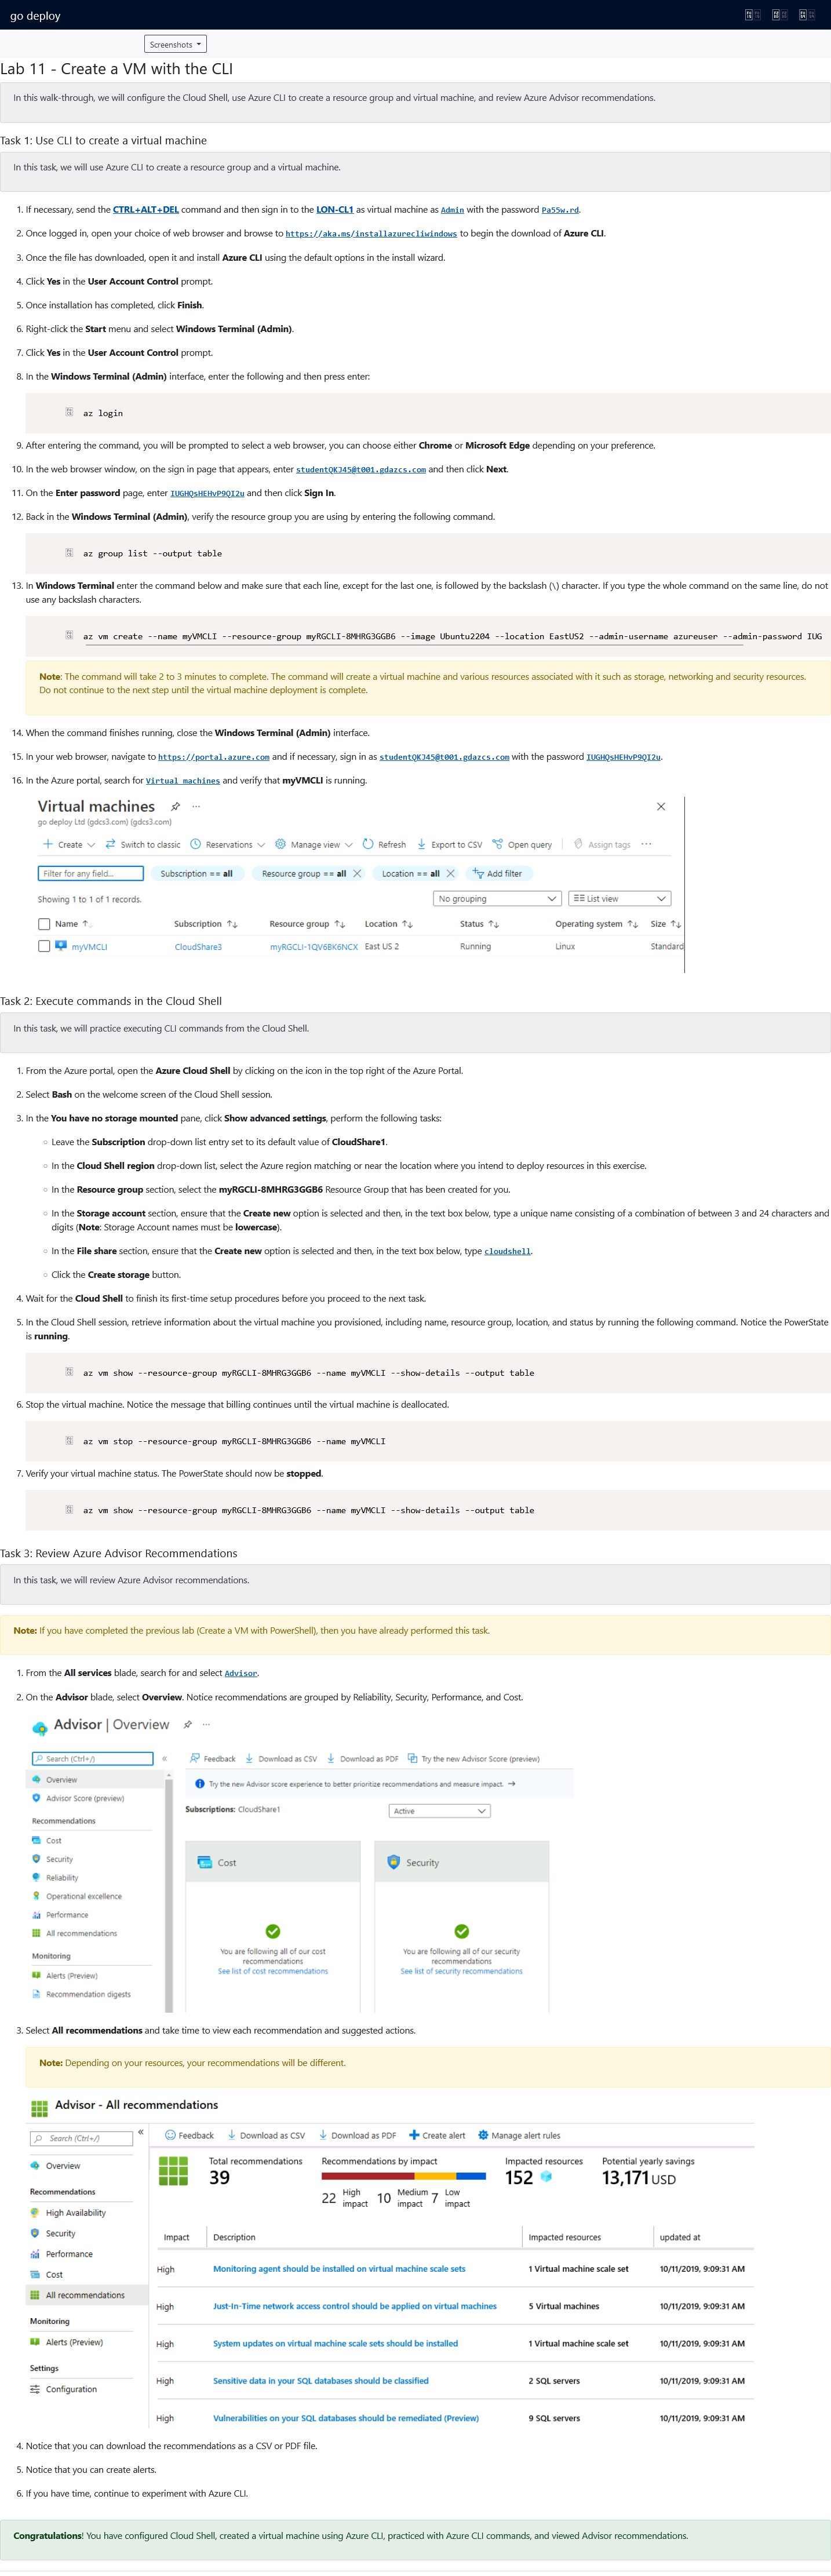 go deploy
Screenshots
Lab 11 - Create a VM with the CLI
In this walk-through, we will configure the Cloud Shell, use Azure CLI to create a resource group and virtual machine, and review Azure Advisor recommendations.
Task 1: Use CLI to create a virtual machine
In this task, we will use Azure CLI to create a resource group and a virtual machine.
1. If necessary, send the CTRL+ALT+DEL command and then sign in to the LON-CL1 as virtual machine as Admin with the password Pa55w.rd.
2. Once logged in, open your choice of web browser and browse to https://aka.ms/installazurecliwindows to begin the download of Azure CLI.
3. Once the file has downloaded, open it and install Azure CLI using the default options in the install wizard.
4. Click Yes in the User Account Control prompt.
5. Once installation has completed, click Finish.
6. Right-click the Start menu and select Windows Terminal (Admin).
7. Click Yes in the User Account Control prompt.
8. In the Windows Terminal (Admin) interface, enter the following and then press enter:
az login
9. After entering the command, you will be prompted to select a web browser, you can choose either Chrome or Microsoft Edge depending on your preference.
10. In the web browser window, on the sign in page that appears, enter studentQKJ45@t001.gdazcs.com and then click Next.
11. On the Enter password page, enter IUGHQsHEHvP9QI2u and then click Sign In.
12. Back in the Windows Terminal (Admin), verify the resource group you are using by entering the following command.
az group list --output table
13. In Windows Terminal enter the command below and make sure that each line, except for the last one, is followed by the backslash (\) character. If you type the whole command on the same line, do not
use any backslash characters.
az vm create --name myVMCLI --resource-group myRGCLI-8MHRG3GGB6 --image Ubuntu2204 --location EastUS2 --admin-username azureuser --admin-password IUG
Note: The command will take 2 to 3 minutes to complete. The command will create a virtual machine and various resources associated with it such as storage, networking and security resources.
Do not continue to the next step until the virtual machine deployment is complete.
14. When the command finishes running, close the Windows Terminal (Admin) interface.
15. In your web browser, navigate to https://portal.azure.com and if necessary, sign in as studentQKJ45@t001.gdazcs.com with the password IUGHQsHEHvP9QI2u.
16. In the Azure portal, search for Virtual machines and verify that myVMCLI is running.
Virtual machines
go deploy Ltd (gdcs3.com) (gdcs3.com)
Create Switch to classic Reservations Manage view Refresh Export to CSV Open query Assign tags
Filter for any field... Subscription == all Resource group == all Location == all Add filter
Showing 1 to 1 of 1 records. No grouping List view
Name Subscription Resource group Location Status Operating system Size
myVMCLI CloudShare3 myRGCLI-1QV6BK6NCX East US 2 Running Linux Standard
Task 2: Execute commands in the Cloud Shell
In this task, we will practice executing CLI commands from the Cloud Shell.
1. From the Azure portal, open the Azure Cloud Shell by clicking on the icon in the top right of the Azure Portal.
2. Select Bash on the welcome screen of the Cloud Shell session.
3. In the You have no storage mounted pane, click Show advanced settings, perform the following tasks:
Leave the Subscription drop-down list entry set to its default value of CloudShare1.
In the Cloud Shell region drop-down list, select the Azure region matching or near the location where you intend to deploy resources in this exercise.
In the Resource group section, select the myRGCLI-8MHRG3GGB6 Resource Group that has been created for you.
In the Storage account section, ensure that the Create new option is selected and then, in the text box below, type a unique name consisting of a combination of between 3 and 24 characters and
digits (Note: Storage Account names must be lowercase).
In the File share section, ensure that the Create new option is selected and then, in the text box below, type cloudshell.
Click the Create storage button.
4. Wait for the Cloud Shell to finish its first-time setup procedures before you proceed to the next task.
5. In the Cloud Shell session, retrieve information about the virtual machine you provisioned, including name, resource group, location, and status by running the following command. Notice the PowerState
is running.
az vm show --resource-group myRGCLI-8MHRG3GGB6 --name myVMCLI --show-details --output table
6. Stop the virtual machine. Notice the message that billing continues until the virtual machine is deallocated.
az vm stop --resource-group myRGCLI-8MHRG3GGB6 --name myVMCLI
7. Verify your virtual machine status. The PowerState should now be stopped.
az vm show --resource-group myRGCLI-8MHRG3GGB6 --name myVMCLI --show-details --output table
Task 3: Review Azure Advisor Recommendations
In this task, we will review Azure Advisor recommendations.
Note: If you have completed the previous lab (Create a VM with PowerShell), then you have already performed this task.
1. From the All services blade, search for and select Advisor.
2. On the Advisor blade, select Overview. Notice recommendations are grouped by Reliability, Security, Performance, and Cost.
Advisor | Overview
Search (Ctrl+/) « Feedback Download as CSV Download as PDF Try the new Advisor Score (preview)
Overview
Try the new Advisor score experience to better prioritize recommendations and measure impact. →
Advisor Score (preview)
Subscriptions: CloudShare1 Active
Recommendations
Cost
Security
Reliability
Operational excellence
Performance
All recommendations
Monitoring
Alerts (Preview)
Recommendation digests
Cost
You are following all of our cost
recommendations
See list of cost recommendations
Security
You are following all of our security
recommendations
See list of security recommendations
3. Select All recommendations and take time to view each recommendation and suggested actions.
Note: Depending on your resources, your recommendations will be different.
Advisor - All recommendations
Search (Ctrl+/) «
Overview
Recommendations
High Availability
Security
Performance
Cost
All recommendations
Monitoring
Alerts (Preview)
Settings
Configuration
Feedback Download as CSV Download as PDF Create alert Manage alert rules
Total recommendations Recommendations by impact Impacted resources Potential yearly savings
39 152 13,171 USD
22 High impact 10 Medium impact 7 Low impact
Impact Description Impacted resources updated at
High Monitoring agent should be installed on virtual machine scale sets 1 Virtual machine scale set 10/11/2019, 9:09:31 AM
High Just-In-Time network access control should be applied on virtual machines 5 Virtual machines 10/11/2019, 9:09:31 AM
High System updates on virtual machine scale sets should be installed 1 Virtual machine scale set 10/11/2019, 9:09:31 AM
High Sensitive data in your SQL databases should be classified 2 SQL servers 10/11/2019, 9:09:31 AM
High Vulnerabilities on your SQL databases should be remediated (Preview) 9 SQL servers 10/11/2019, 9:09:31 AM
4. Notice that you can download the recommendations as a CSV or PDF file.
5. Notice that you can create alerts.
6. If you have time, continue to experiment with Azure CLI.
Congratulations! You have configured Cloud Shell, created a virtual machine using Azure CLI, practiced with Azure CLI commands, and viewed Advisor recommendations.